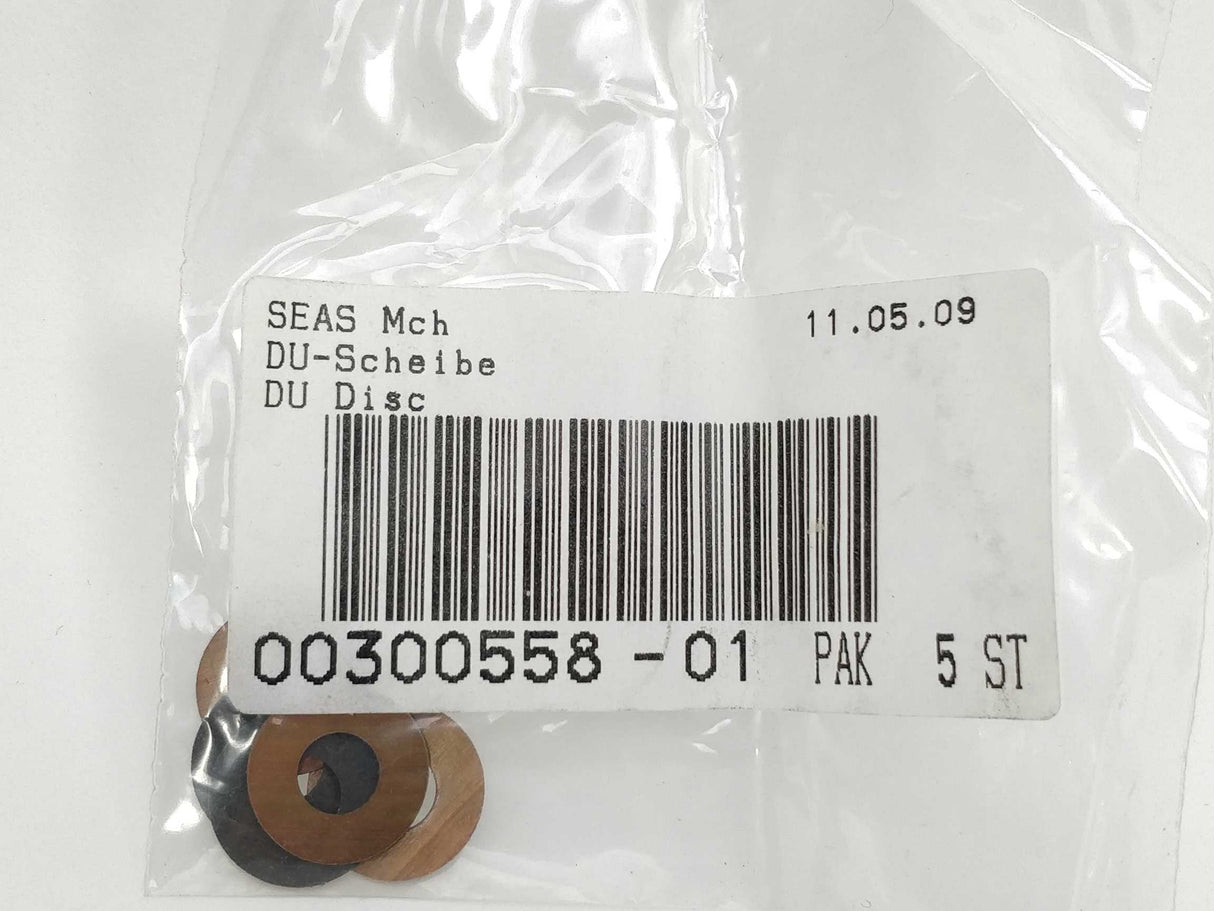 SEAS Mch 11.05.09
DU-Scheibe
DU Disc
00300558 -01 PAK 5 ST